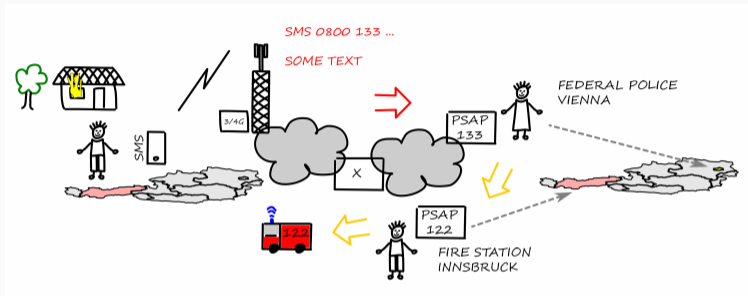 SMS 0800 133 ...
SOME TEXT
3/4G
SMS
X
PSAP
133
FEDERAL POLICE
VIENNA
122
PSAP
122
FIRE STATION
INNSBRUCK